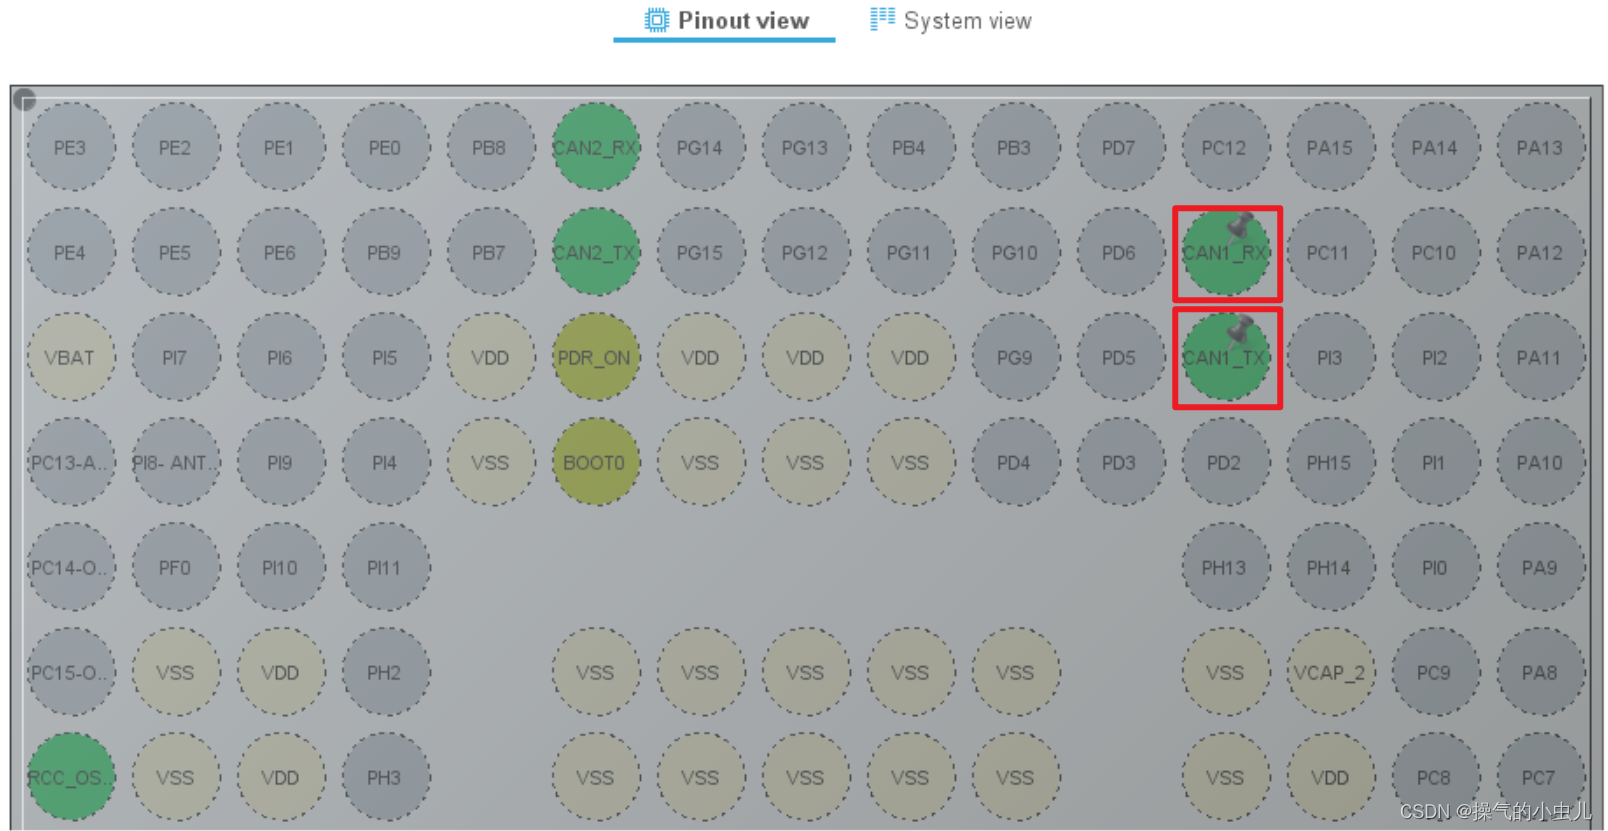 Pinout view System view
PE3 PE2 PE1 PE0 PB8 CAN2_RX PG14 PG13 PB4 PB3 PD7 PC12 PA15 PA14 PA13
PE4 PE5 PE6 PB9 PB7 CAN2_TX PG15 PG12 PG11 PG10 PD6 CAN1_RX PC11 PC10 PA12
VBAT PI7 PI6 PI5 VDD PDR_ON VDD VDD VDD PG9 PD5 CAN1_TX PI3 PI2 PA11
PC13-A.. PI8- ANT.. PI9 PI4 VSS BOOT0 VSS VSS VSS PD4 PD3 PD2 PH15 PI1 PA10
PC14-O.. PF0 PI10 PI11 PH13 PH14 PI0 PA9
PC15-O.. VSS VDD PH2 VSS VSS VSS VSS VSS VSS VCAP_2 PC9 PA8
RCC_OS.. VSS VDD PH3 VSS VSS VSS VSS VSS VSS VDD PC8 PC7
CSDN @操气的小虫儿